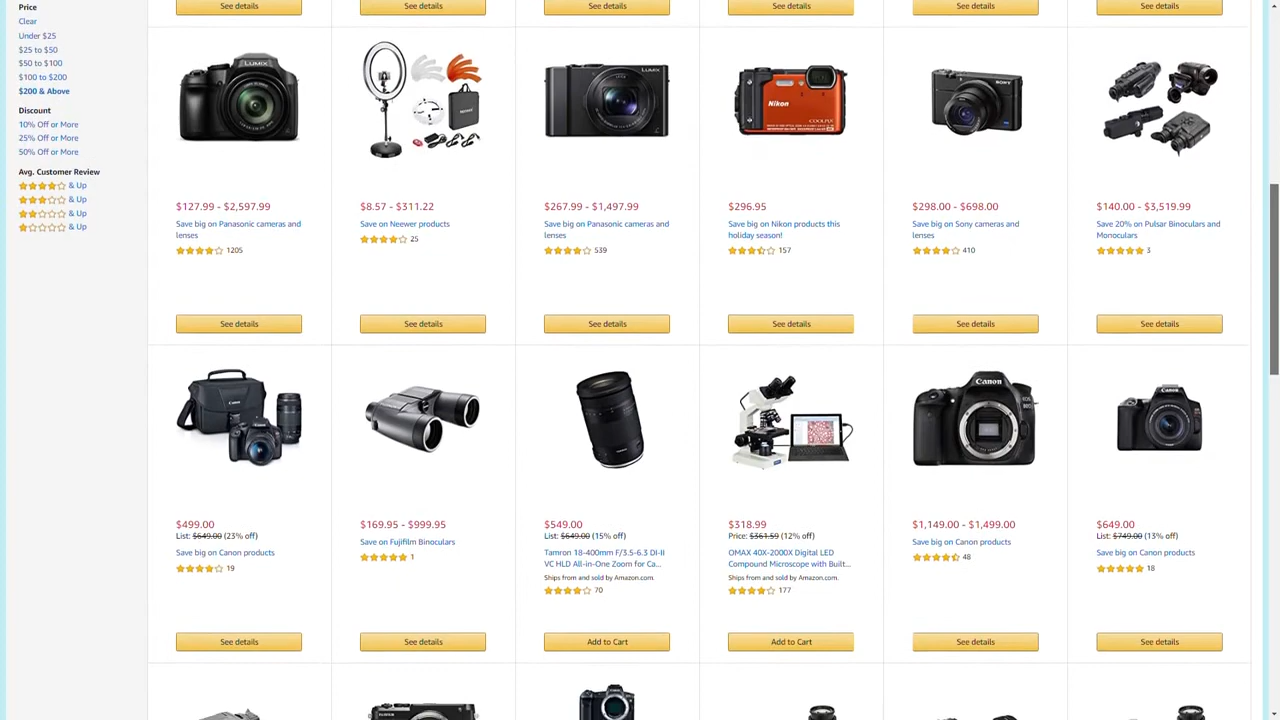 Price
Clear
Under $25
$25 to $50
$50 to $100
$100 to $200
$200 & Above
Discount
10% Off or More
25% Off or More
50% Off or More
Avg. Customer Review
& Up
& Up
& Up
& Up
See details
See details
See details
See details
See details
See details
LUMIX
$127.99 - $2,597.99
Save big on Panasonic cameras and
lenses
1205
See details
$8.57 - $311.22
Save on Neewer products
25
See details
LUMIX
$267.99 - $1,497.99
Save big on Panasonic cameras and
lenses
539
See details
Nikon
COOLPIX
$296.95
Save big on Nikon products this
holiday season!
157
See details
SONY
$298.00 - $698.00
Save big on Sony cameras and
lenses
410
See details
$140.00 - $3,519.99
Save 20% on Pulsar Binoculars and
Monoculars
3
See details
Canon
$499.00
List: $649.00 (23% off)
Save big on Canon products
19
See details
$169.95 - $999.95
Save on Fujifilm Binoculars
1
See details
$549.00
List: $649.00 (15% off)
Tamron 18-400mm F/3.5-6.3 DI-II
VC HLD All-in-One Zoom for Ca...
Ships from and sold by Amazon.com.
70
Add to Cart
$318.99
Price: $361.59 (12% off)
OMAX 40X-2000X Digital LED
Compound Microscope with Built...
Ships from and sold by Amazon.com.
177
Add to Cart
Canon
EOS
80D
$1,149.00 - $1,499.00
Save big on Canon products
48
See details
Canon
$649.00
List: $749.00 (13% off)
Save big on Canon products
18
See details
FUJIFILM